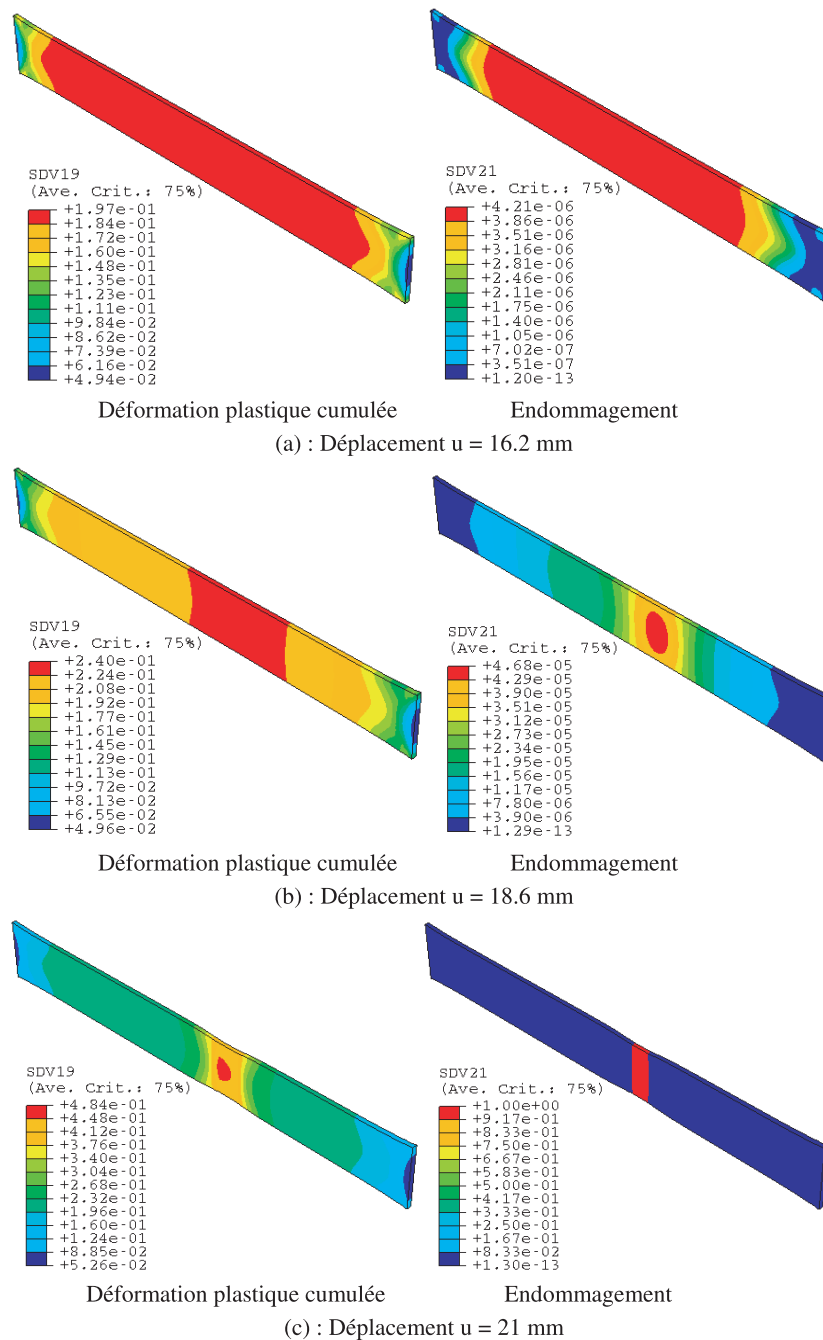 SDV19
(Ave. Crit.: 75%)
+1.97e-01
+1.84e-01
+1.72e-01
+1.60e-01
+1.48e-01
+1.35e-01
+1.23e-01
+1.11e-01
+9.84e-02
+8.62e-02
+7.39e-02
+6.16e-02
+4.94e-02
SDV21
(Ave. Crit.: 75%)
+4.21e-06
+3.86e-06
+3.51e-06
+3.16e-06
+2.81e-06
+2.46e-06
+2.11e-06
+1.75e-06
+1.40e-06
+1.05e-06
+7.02e-07
+3.51e-07
+1.20e-13
Déformation plastique cumulée
Endommagement
(a) : Déplacement u = 16.2 mm
SDV19
(Ave. Crit.: 75%)
+2.40e-01
+2.24e-01
+2.08e-01
+1.92e-01
+1.77e-01
+1.61e-01
+1.45e-01
+1.29e-01
+1.13e-01
+9.72e-02
+8.13e-02
+6.55e-02
+4.96e-02
SDV21
(Ave. Crit.: 75%)
+4.68e-05
+4.29e-05
+3.90e-05
+3.51e-05
+3.12e-05
+2.73e-05
+2.34e-05
+1.95e-05
+1.56e-05
+1.17e-05
+7.80e-06
+3.90e-06
+1.29e-13
Déformation plastique cumulée
Endommagement
(b) : Déplacement u = 18.6 mm
SDV19
(Ave. Crit.: 75%)
+4.84e-01
+4.48e-01
+4.12e-01
+3.76e-01
+3.40e-01
+3.04e-01
+2.68e-01
+2.32e-01
+1.96e-01
+1.60e-01
+1.24e-01
+8.85e-02
+5.26e-02
SDV21
(Ave. Crit.: 75%)
+1.00e+00
+9.17e-01
+8.33e-01
+7.50e-01
+6.67e-01
+5.83e-01
+5.00e-01
+4.17e-01
+3.33e-01
+2.50e-01
+1.67e-01
+8.33e-02
+1.30e-13
Déformation plastique cumulée
Endommagement
(c) : Déplacement u = 21 mm